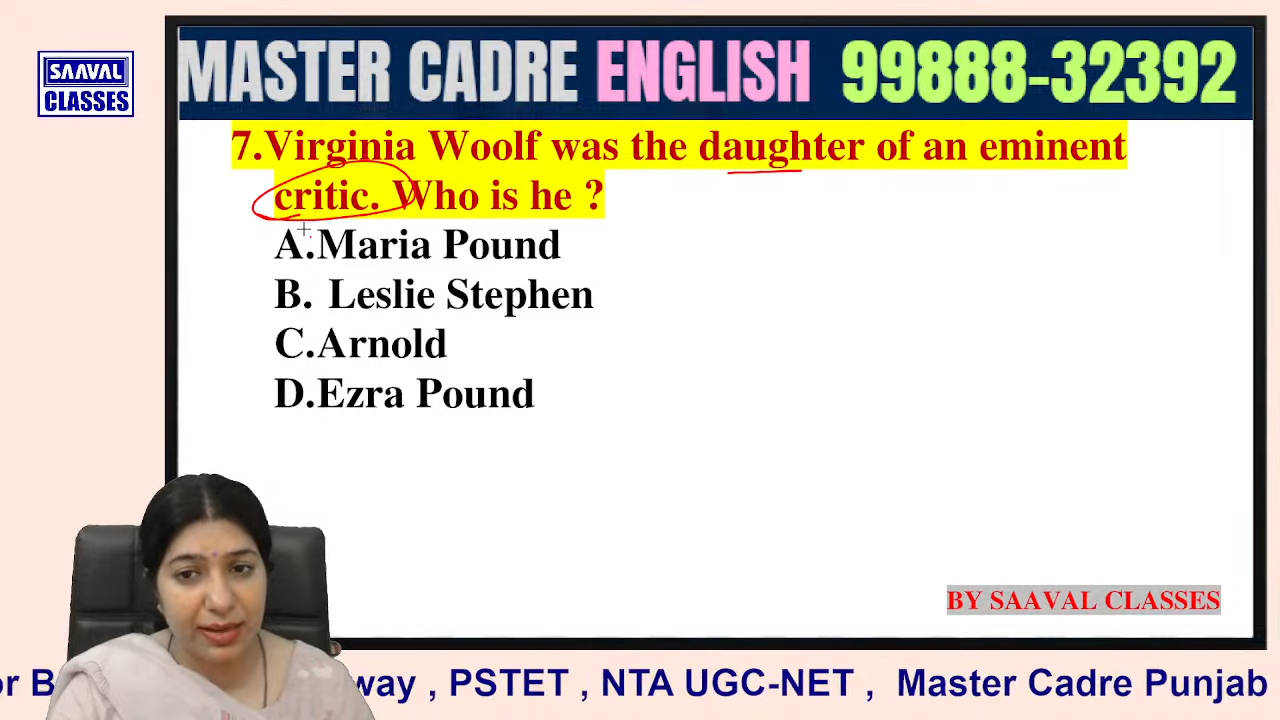 SAAVAL
CLASSES
MASTER CADRE ENGLISH 99888-32392
7.Virginia Woolf was the daughter of an eminent
critic. Who is he ?
A.Maria Pound
B. Leslie Stephen
C.Arnold
D.Ezra Pound
BY SAAVAL CLASSES
or B way , PSTET , NTA UGC-NET , Master Cadre Punjab